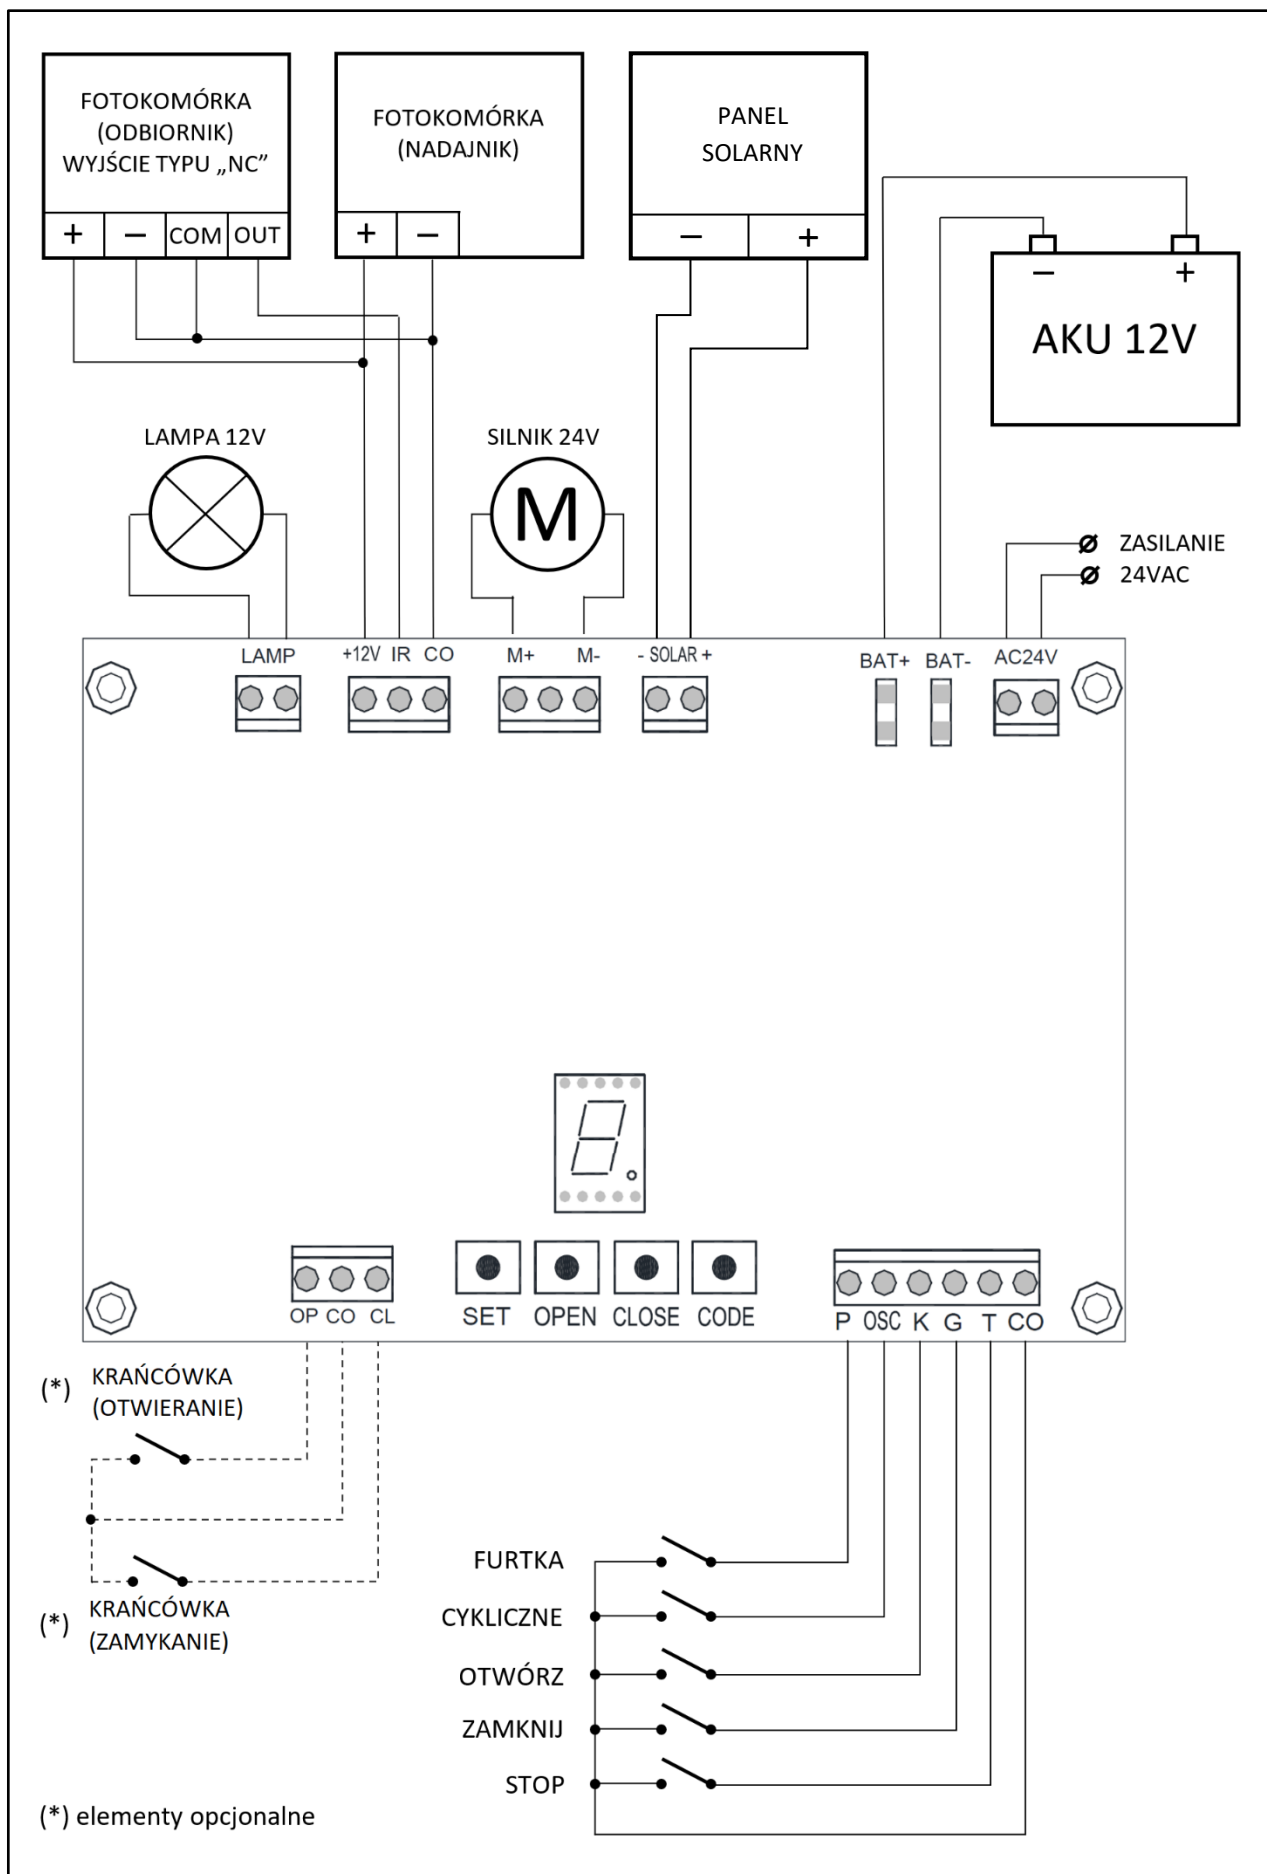 FOTOKOMÓRKA
(ODBIORNIK)
WYJŚCIE TYPU „NC”
+ − COM OUT
FOTOKOMÓRKA
(NADAJNIK)
+ −
PANEL
SOLARNY
− +
− +
AKU 12V
LAMPA 12V
SILNIK 24V
M
ZASILANIE
24VAC
LAMP
+12V IR CO
M+ M-
- SOLAR +
BAT+ BAT-
AC24V
8.
OP CO CL
SET OPEN CLOSE CODE
P OSC K G T CO
(*) KRAŃCÓWKA
(OTWIERANIE)
(*) KRAŃCÓWKA
(ZAMYKANIE)
FURTKA
CYKLICZNE
OTWÓRZ
ZAMKNIJ
STOP
(*) elementy opcjonalne